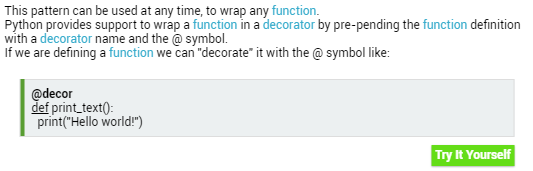 This pattern can be used at any time, to wrap any function.
Python provides support to wrap a function in a decorator by pre-pending the function definition
with a decorator name and the @ symbol.
If we are defining a function we can "decorate" it with the @ symbol like:
@decor
def print_text():
print("Hello world!")
Try It Yourself